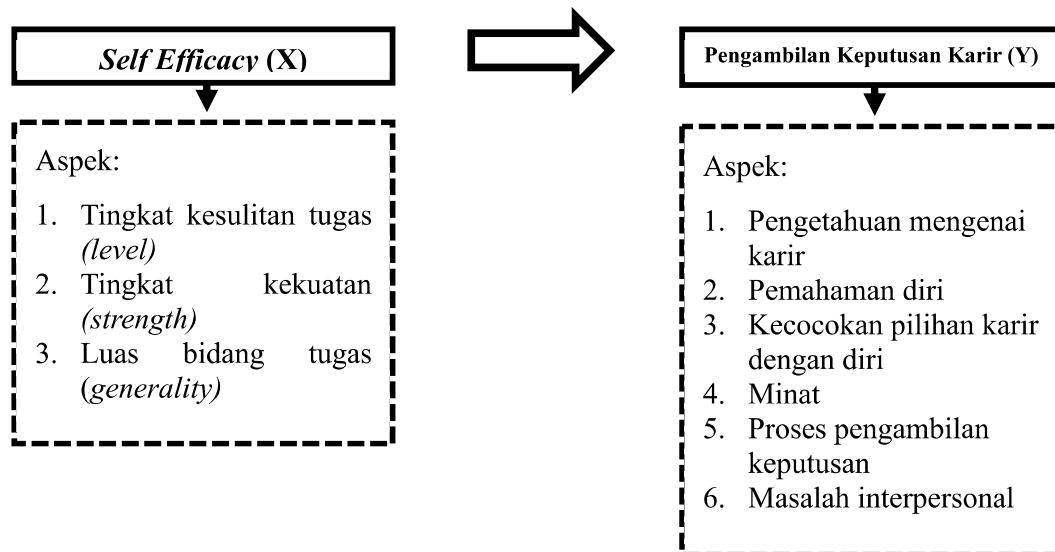 Self Efficacy (X)
Aspek:
1. Tingkat kesulitan tugas
(level)
2. Tingkat kekuatan
(strength)
3. Luas bidang tugas
(generality)
Pengambilan Keputusan Karir (Y)
Aspek:
1. Pengetahuan mengenai
karir
2. Pemahaman diri
3. Kecocokan pilihan karir
dengan diri
4. Minat
5. Proses pengambilan
keputusan
6. Masalah interpersonal